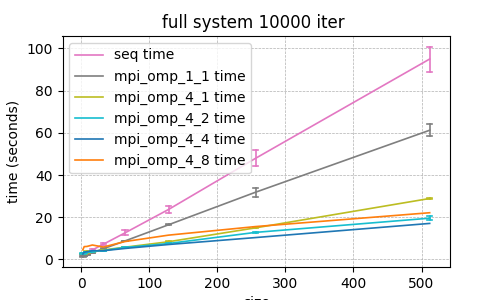 full system 10000 iter
time (seconds)
100
80
60
40
20
0
seq time
mpi_omp_1_1 time
mpi_omp_4_1 time
mpi_omp_4_2 time
mpi_omp_4_4 time
mpi_omp_4_8 time
0 100 200 300 400 500
size